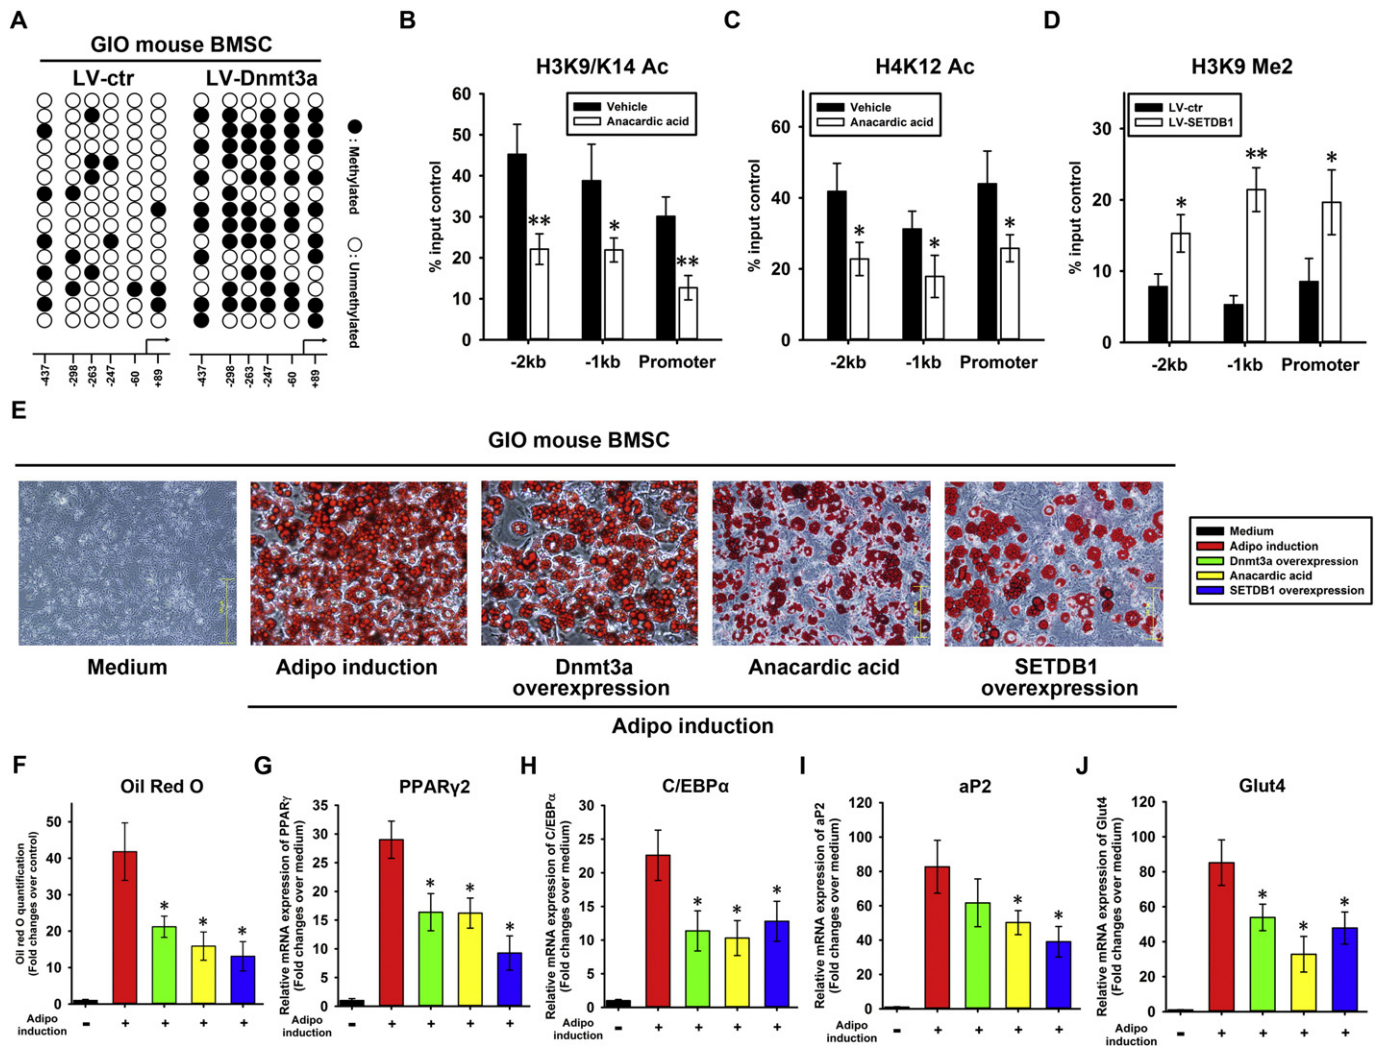 A
GIO mouse BMSC
LV-ctr
LV-Dnmt3a
: Methylated
: Unmethylated
-437
-298
-263
-247
-60
+89
-437
-298
-263
-247
-60
+89
B
H3K9/K14 Ac
Vehicle
Anacardic acid
% input control
60
50
40
30
20
10
0
-2kb
-1kb
Promoter
**
*
**
C
H4K12 Ac
Vehicle
Anacardic acid
% input control
60
40
20
0
-2kb
-1kb
Promoter
*
*
*
D
H3K9 Me2
LV-ctr
LV-SETDB1
% input control
30
20
10
0
-2kb
-1kb
Promoter
*
**
*
E
GIO mouse BMSC
Medium
Adipo induction
Dnmt3a
overexpression
Anacardic acid
SETDB1
overexpression
Adipo induction
Medium
Adipo induction
Dnmt3a overexpression
Anacardic acid
SETDB1 overexpression
F
Oil Red O
Oil red O quantification
(Fold changes over control)
50
40
30
20
10
0
*
*
*
Adipo
induction
- + + + +
G
PPARγ2
Relative mRNA expression of PPARγ
(Fold changes over medium)
35
30
25
20
15
10
5
0
*
*
*
- + + + +
H
C/EBPα
Relative mRNA expression of C/EBPα
(Fold changes over medium)
30
25
20
15
10
5
0
*
*
*
Adipo
induction
- + + + +
I
aP2
Relative mRNA expression of aP2
(Fold changes over medium)
120
100
80
60
40
20
0
*
*
Adipo
induction
- + + + +
J
Glut4
Relative mRNA expression of Glut4
(Fold changes over medium)
120
100
80
60
40
20
0
*
*
*
Adipo
induction
- + + + +